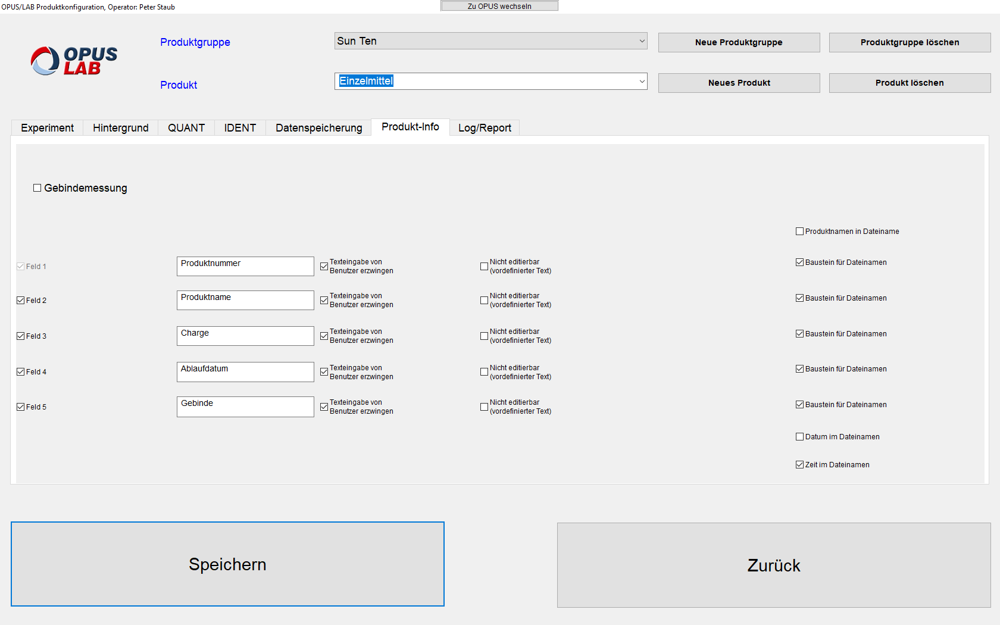 OPUS/LAB Produktkonfiguration, Operator: Peter Staub
Zu OPUS wechseln
OPUS
LAB
Produktgruppe
Sun Ten
Neue Produktgruppe
Produktgruppe löschen
Produkt
Einzelmittel
Neues Produkt
Produkt löschen
Experiment
Hintergrund
QUANT
IDENT
Datenspeicherung
Produkt-Info
Log/Report
Gebindemessung
Produktnamen in Dateiname
Feld 1
Produktnummer
Texteingabe von
Benutzer erzwingen
Nicht editierbar
(vordefinierter Text)
Baustein für Dateinamen
Feld 2
Produktname
Texteingabe von
Benutzer erzwingen
Nicht editierbar
(vordefinierter Text)
Baustein für Dateinamen
Feld 3
Charge
Texteingabe von
Benutzer erzwingen
Nicht editierbar
(vordefinierter Text)
Baustein für Dateinamen
Feld 4
Ablaufdatum
Texteingabe von
Benutzer erzwingen
Nicht editierbar
(vordefinierter Text)
Baustein für Dateinamen
Feld 5
Gebinde
Texteingabe von
Benutzer erzwingen
Nicht editierbar
(vordefinierter Text)
Baustein für Dateinamen
Datum im Dateinamen
Zeit im Dateinamen
Speichern
Zurück